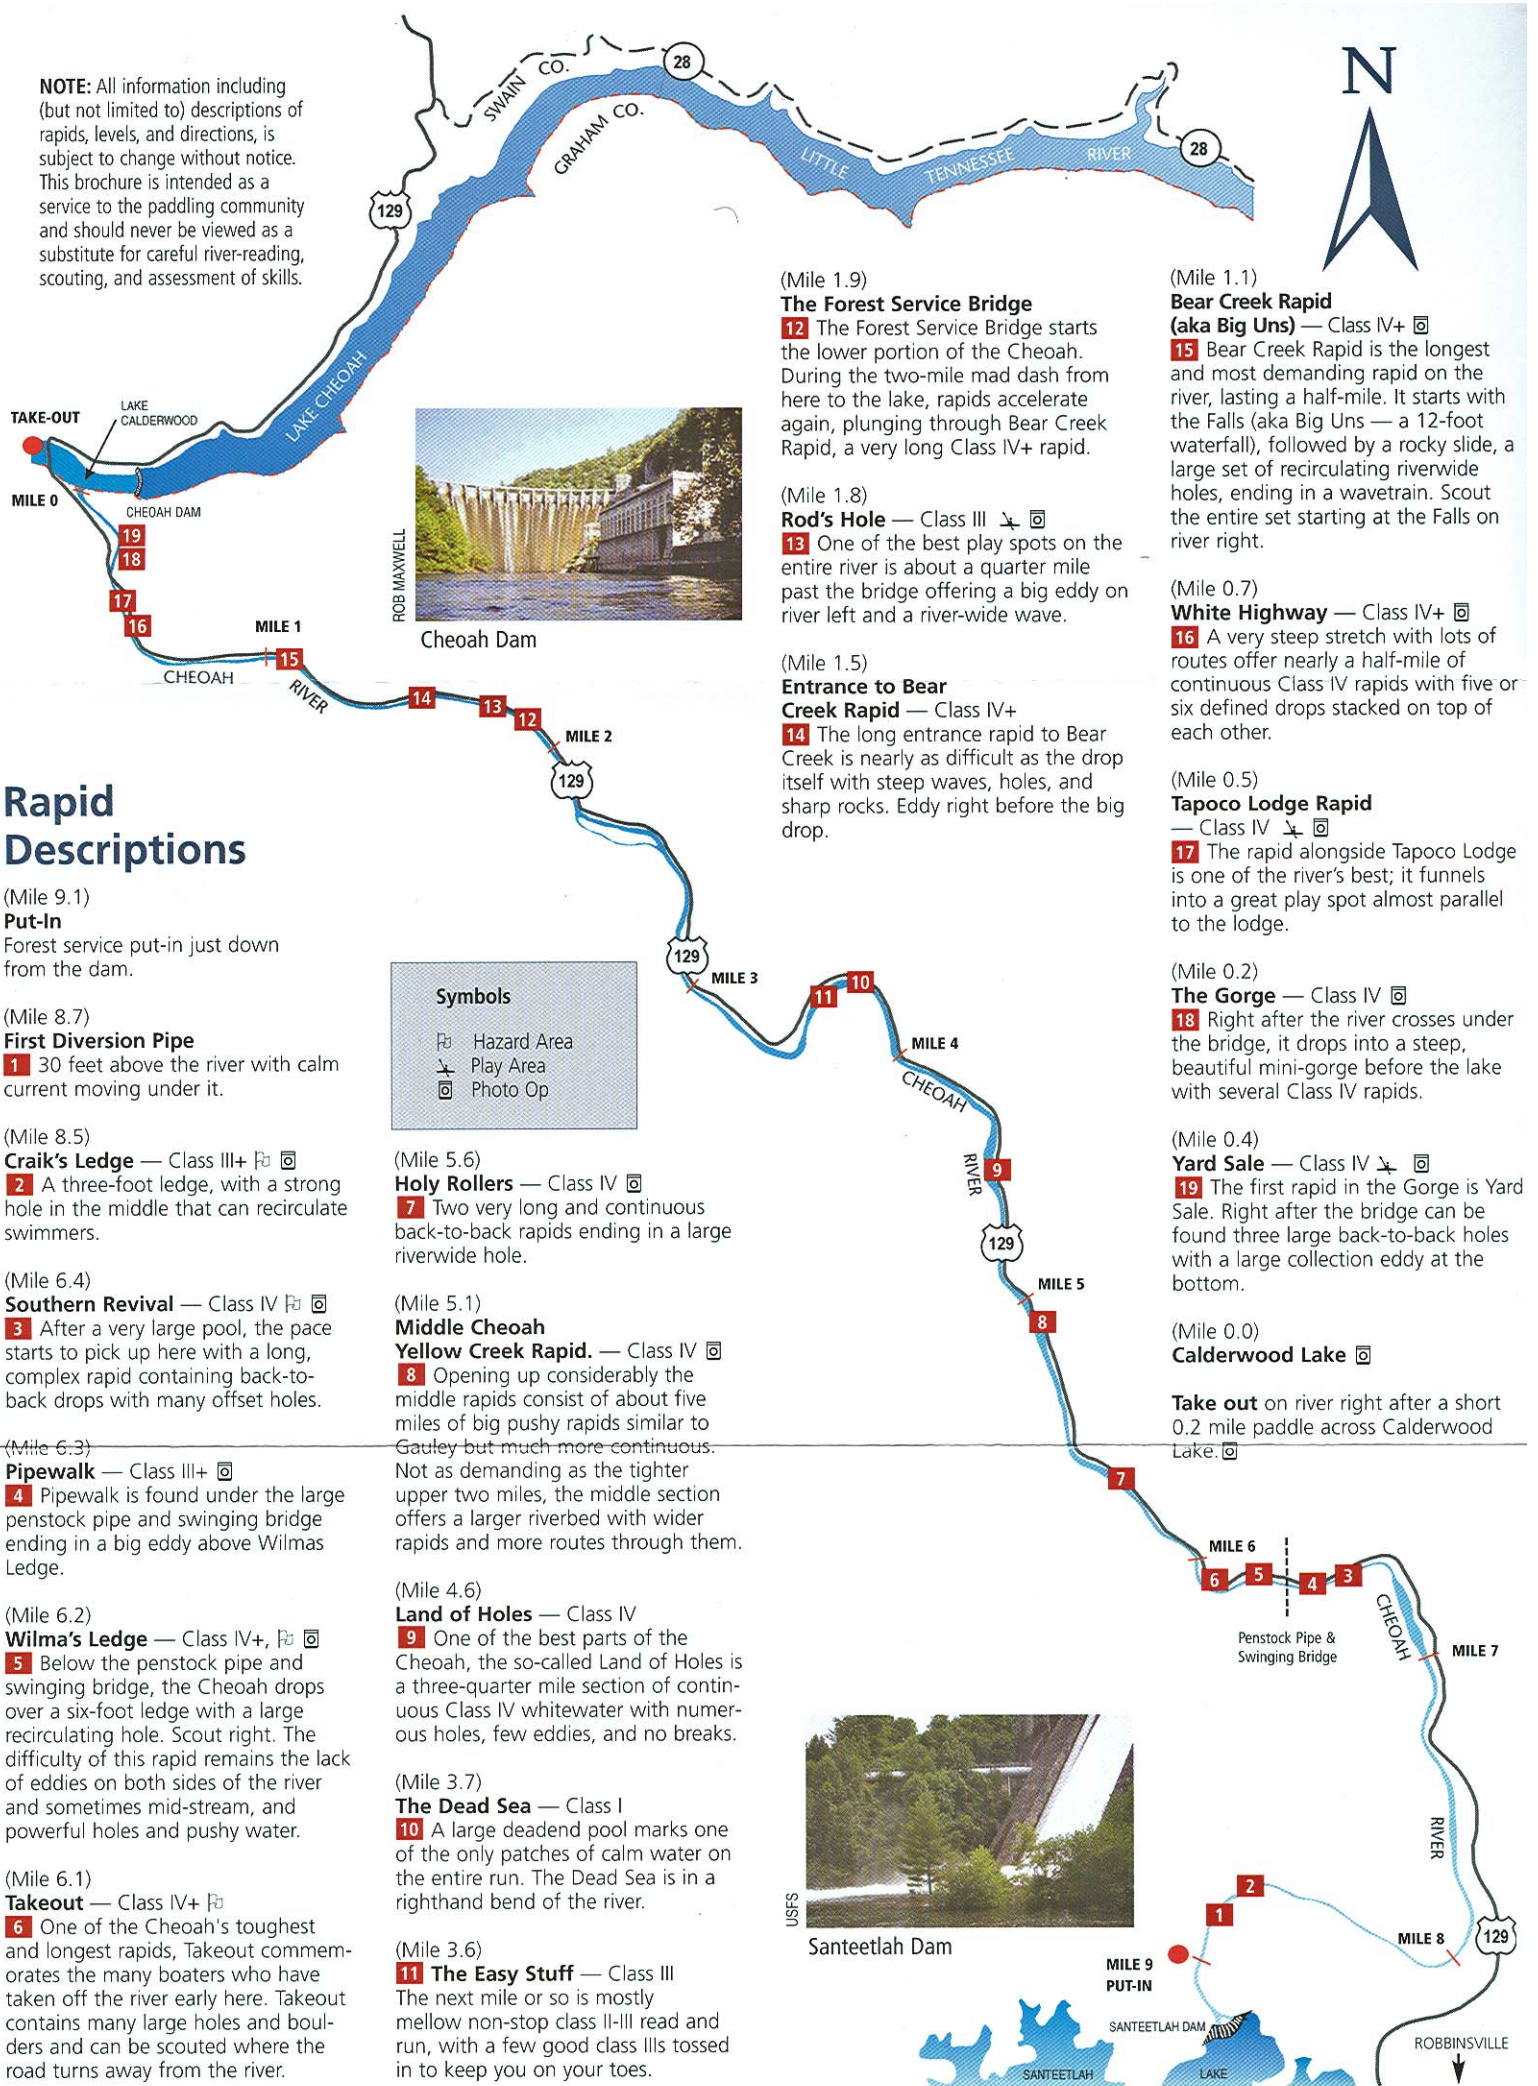 NOTE: All information including
(but not limited to) descriptions of
rapids, levels, and directions, is
subject to change without notice.
This brochure is intended as a
service to the paddling community
and should never be viewed as a
substitute for careful river-reading,
scouting, and assessment of skills.
SWAIN CO.
GRAHAM CO.
28
LITTLE TENNESSEE RIVER
28
N
129
LAKE CHEOAH
TAKE-OUT
LAKE
CALDERWOOD
MILE 0
CHEOAH DAM
19
18
17
16
MILE 1
15
CHEOAH
RIVER
14
13
12
MILE 2
129
ROB MAXWELL
Cheoah Dam
(Mile 1.9)
The Forest Service Bridge
12 The Forest Service Bridge starts
the lower portion of the Cheoah.
During the two-mile mad dash from
here to the lake, rapids accelerate
again, plunging through Bear Creek
Rapid, a very long Class IV+ rapid.
(Mile 1.8)
Rod's Hole — Class III
13 One of the best play spots on the
entire river is about a quarter mile
past the bridge offering a big eddy on
river left and a river-wide wave.
(Mile 1.5)
Entrance to Bear
Creek Rapid — Class IV+
14 The long entrance rapid to Bear
Creek is nearly as difficult as the drop
itself with steep waves, holes, and
sharp rocks. Eddy right before the big
drop.
(Mile 1.1)
Bear Creek Rapid
(aka Big Uns) — Class IV+
15 Bear Creek Rapid is the longest
and most demanding rapid on the
river, lasting a half-mile. It starts with
the Falls (aka Big Uns — a 12-foot
waterfall), followed by a rocky slide, a
large set of recirculating riverwide
holes, ending in a wavetrain. Scout
the entire set starting at the Falls on
river right.
(Mile 0.7)
White Highway — Class IV+
16 A very steep stretch with lots of
routes offer nearly a half-mile of
continuous Class IV rapids with five or
six defined drops stacked on top of
each other.
(Mile 0.5)
Tapoco Lodge Rapid
— Class IV
17 The rapid alongside Tapoco Lodge
is one of the river's best; it funnels
into a great play spot almost parallel
to the lodge.
(Mile 0.2)
The Gorge — Class IV
18 Right after the river crosses under
the bridge, it drops into a steep,
beautiful mini-gorge before the lake
with several Class IV rapids.
(Mile 0.4)
Yard Sale — Class IV
19 The first rapid in the Gorge is Yard
Sale. Right after the bridge can be
found three large back-to-back holes
with a large collection eddy at the
bottom.
(Mile 0.0)
Calderwood Lake
Take out on river right after a short
0.2 mile paddle across Calderwood
Lake.
Rapid
Descriptions
(Mile 9.1)
Put-In
Forest service put-in just down
from the dam.
(Mile 8.7)
First Diversion Pipe
1 30 feet above the river with calm
current moving under it.
(Mile 8.5)
Craik's Ledge — Class III+
2 A three-foot ledge, with a strong
hole in the middle that can recirculate
swimmers.
(Mile 6.4)
Southern Revival — Class IV
3 After a very large pool, the pace
starts to pick up here with a long,
complex rapid containing back-to-
back drops with many offset holes.
(Mile 6.3)
Pipewalk — Class III+
4 Pipewalk is found under the large
penstock pipe and swinging bridge
ending in a big eddy above Wilmas
Ledge.
(Mile 6.2)
Wilma's Ledge — Class IV+,
5 Below the penstock pipe and
swinging bridge, the Cheoah drops
over a six-foot ledge with a large
recirculating hole. Scout right. The
difficulty of this rapid remains the lack
of eddies on both sides of the river
and sometimes mid-stream, and
powerful holes and pushy water.
(Mile 6.1)
Takeout — Class IV+
6 One of the Cheoah's toughest
and longest rapids, Takeout commem-
orates the many boaters who have
taken off the river early here. Takeout
contains many large holes and boul-
ders and can be scouted where the
road turns away from the river.
Symbols
Hazard Area
Play Area
Photo Op
(Mile 5.6)
Holy Rollers — Class IV
7 Two very long and continuous
back-to-back rapids ending in a large
riverwide hole.
(Mile 5.1)
Middle Cheoah
Yellow Creek Rapid. — Class IV
8 Opening up considerably the
middle rapids consist of about five
miles of big pushy rapids similar to
Gauley but much more continuous.
Not as demanding as the tighter
upper two miles, the middle section
offers a larger riverbed with wider
rapids and more routes through them.
(Mile 4.6)
Land of Holes — Class IV
9 One of the best parts of the
Cheoah, the so-called Land of Holes is
a three-quarter mile section of contin-
uous Class IV whitewater with numer-
ous holes, few eddies, and no breaks.
(Mile 3.7)
The Dead Sea — Class I
10 A large deadend pool marks one
of the only patches of calm water on
the entire run. The Dead Sea is in a
righthand bend of the river.
(Mile 3.6)
11 The Easy Stuff — Class III
The next mile or so is mostly
mellow non-stop class II-III read and
run, with a few good class IIIs tossed
in to keep you on your toes.
129
MILE 3
11
10
MILE 4
CHEOAH
RIVER
9
129
MILE 5
8
7
MILE 6
6
5
4
3
Penstock Pipe &
Swinging Bridge
CHEOAH
MILE 7
RIVER
USFS
Santeetlah Dam
2
1
MILE 8
129
MILE 9
PUT-IN
SANTEETLAH DAM
ROBBINSVILLE
SANTEETLAH
LAKE